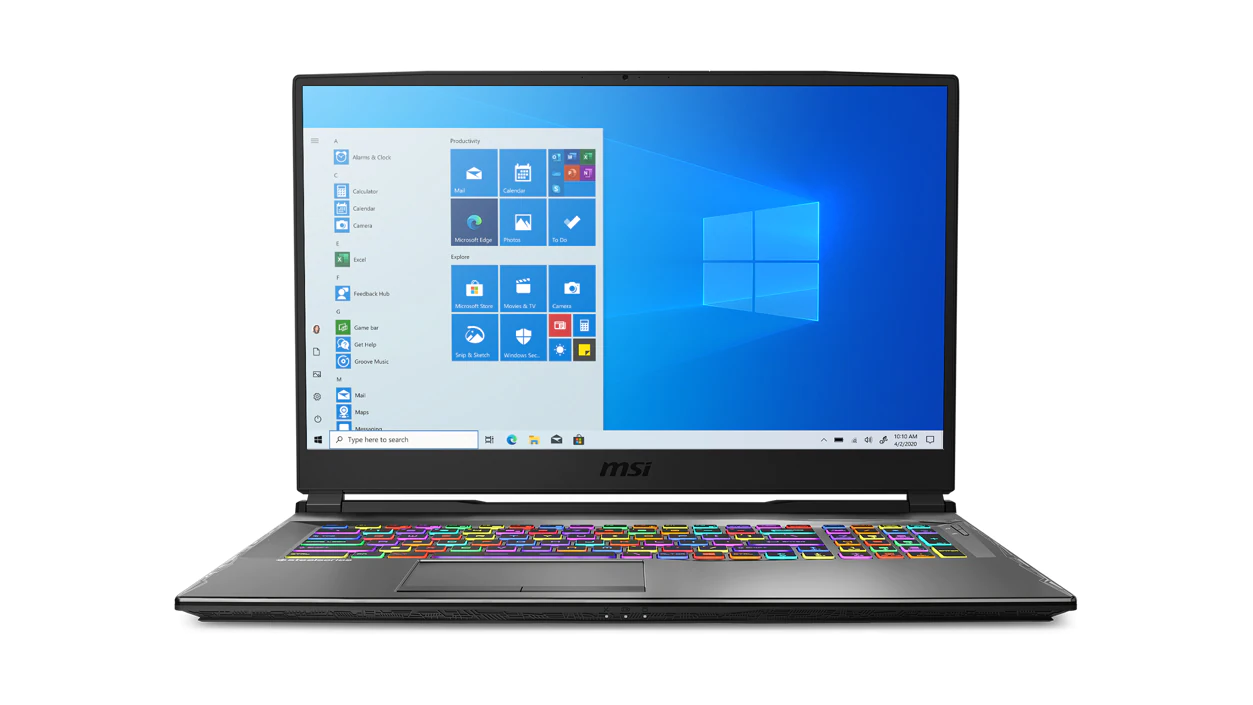 Productivity
A
Alarms & Clock
C
Calculator
Calendar
Camera
E
Excel
F
Feedback Hub
G
Game bar
Get Help
Groove Music
M
Mail
Maps
Messaging
Mail
Calendar
Microsoft Edge
Photos
To Do
Explore
Microsoft Store
Movies & TV
Camera
Snip & Sketch
Windows Sec...
Type here to search
10:10 AM
4/2/2020
msi
steelseries